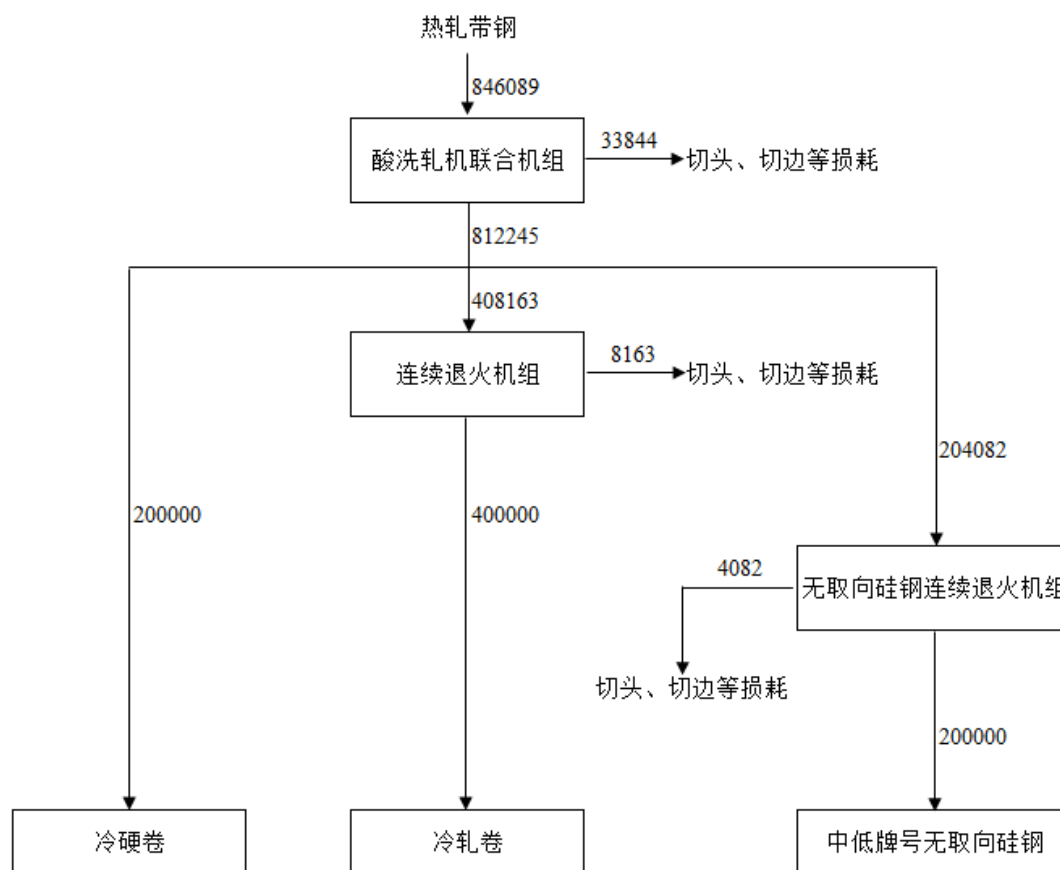 热轧带钢
846089
酸洗轧机联合机组
33844
切头、切边等损耗
812245
408163
连续退火机组
8163
切头、切边等损耗
204082
200000
400000
4082
无取向硅钢连续退火机组
切头、切边等损耗
200000
冷硬卷
冷轧卷
中低牌号无取向硅钢